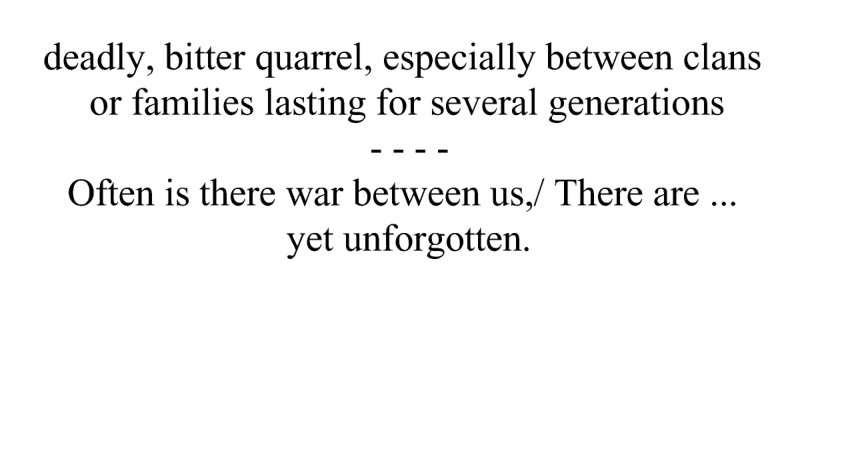 deadly, bitter quarrel, especially between clans
or families lasting for several generations
- - - -
Often is there war between us,/ There are ...
yet unforgotten.